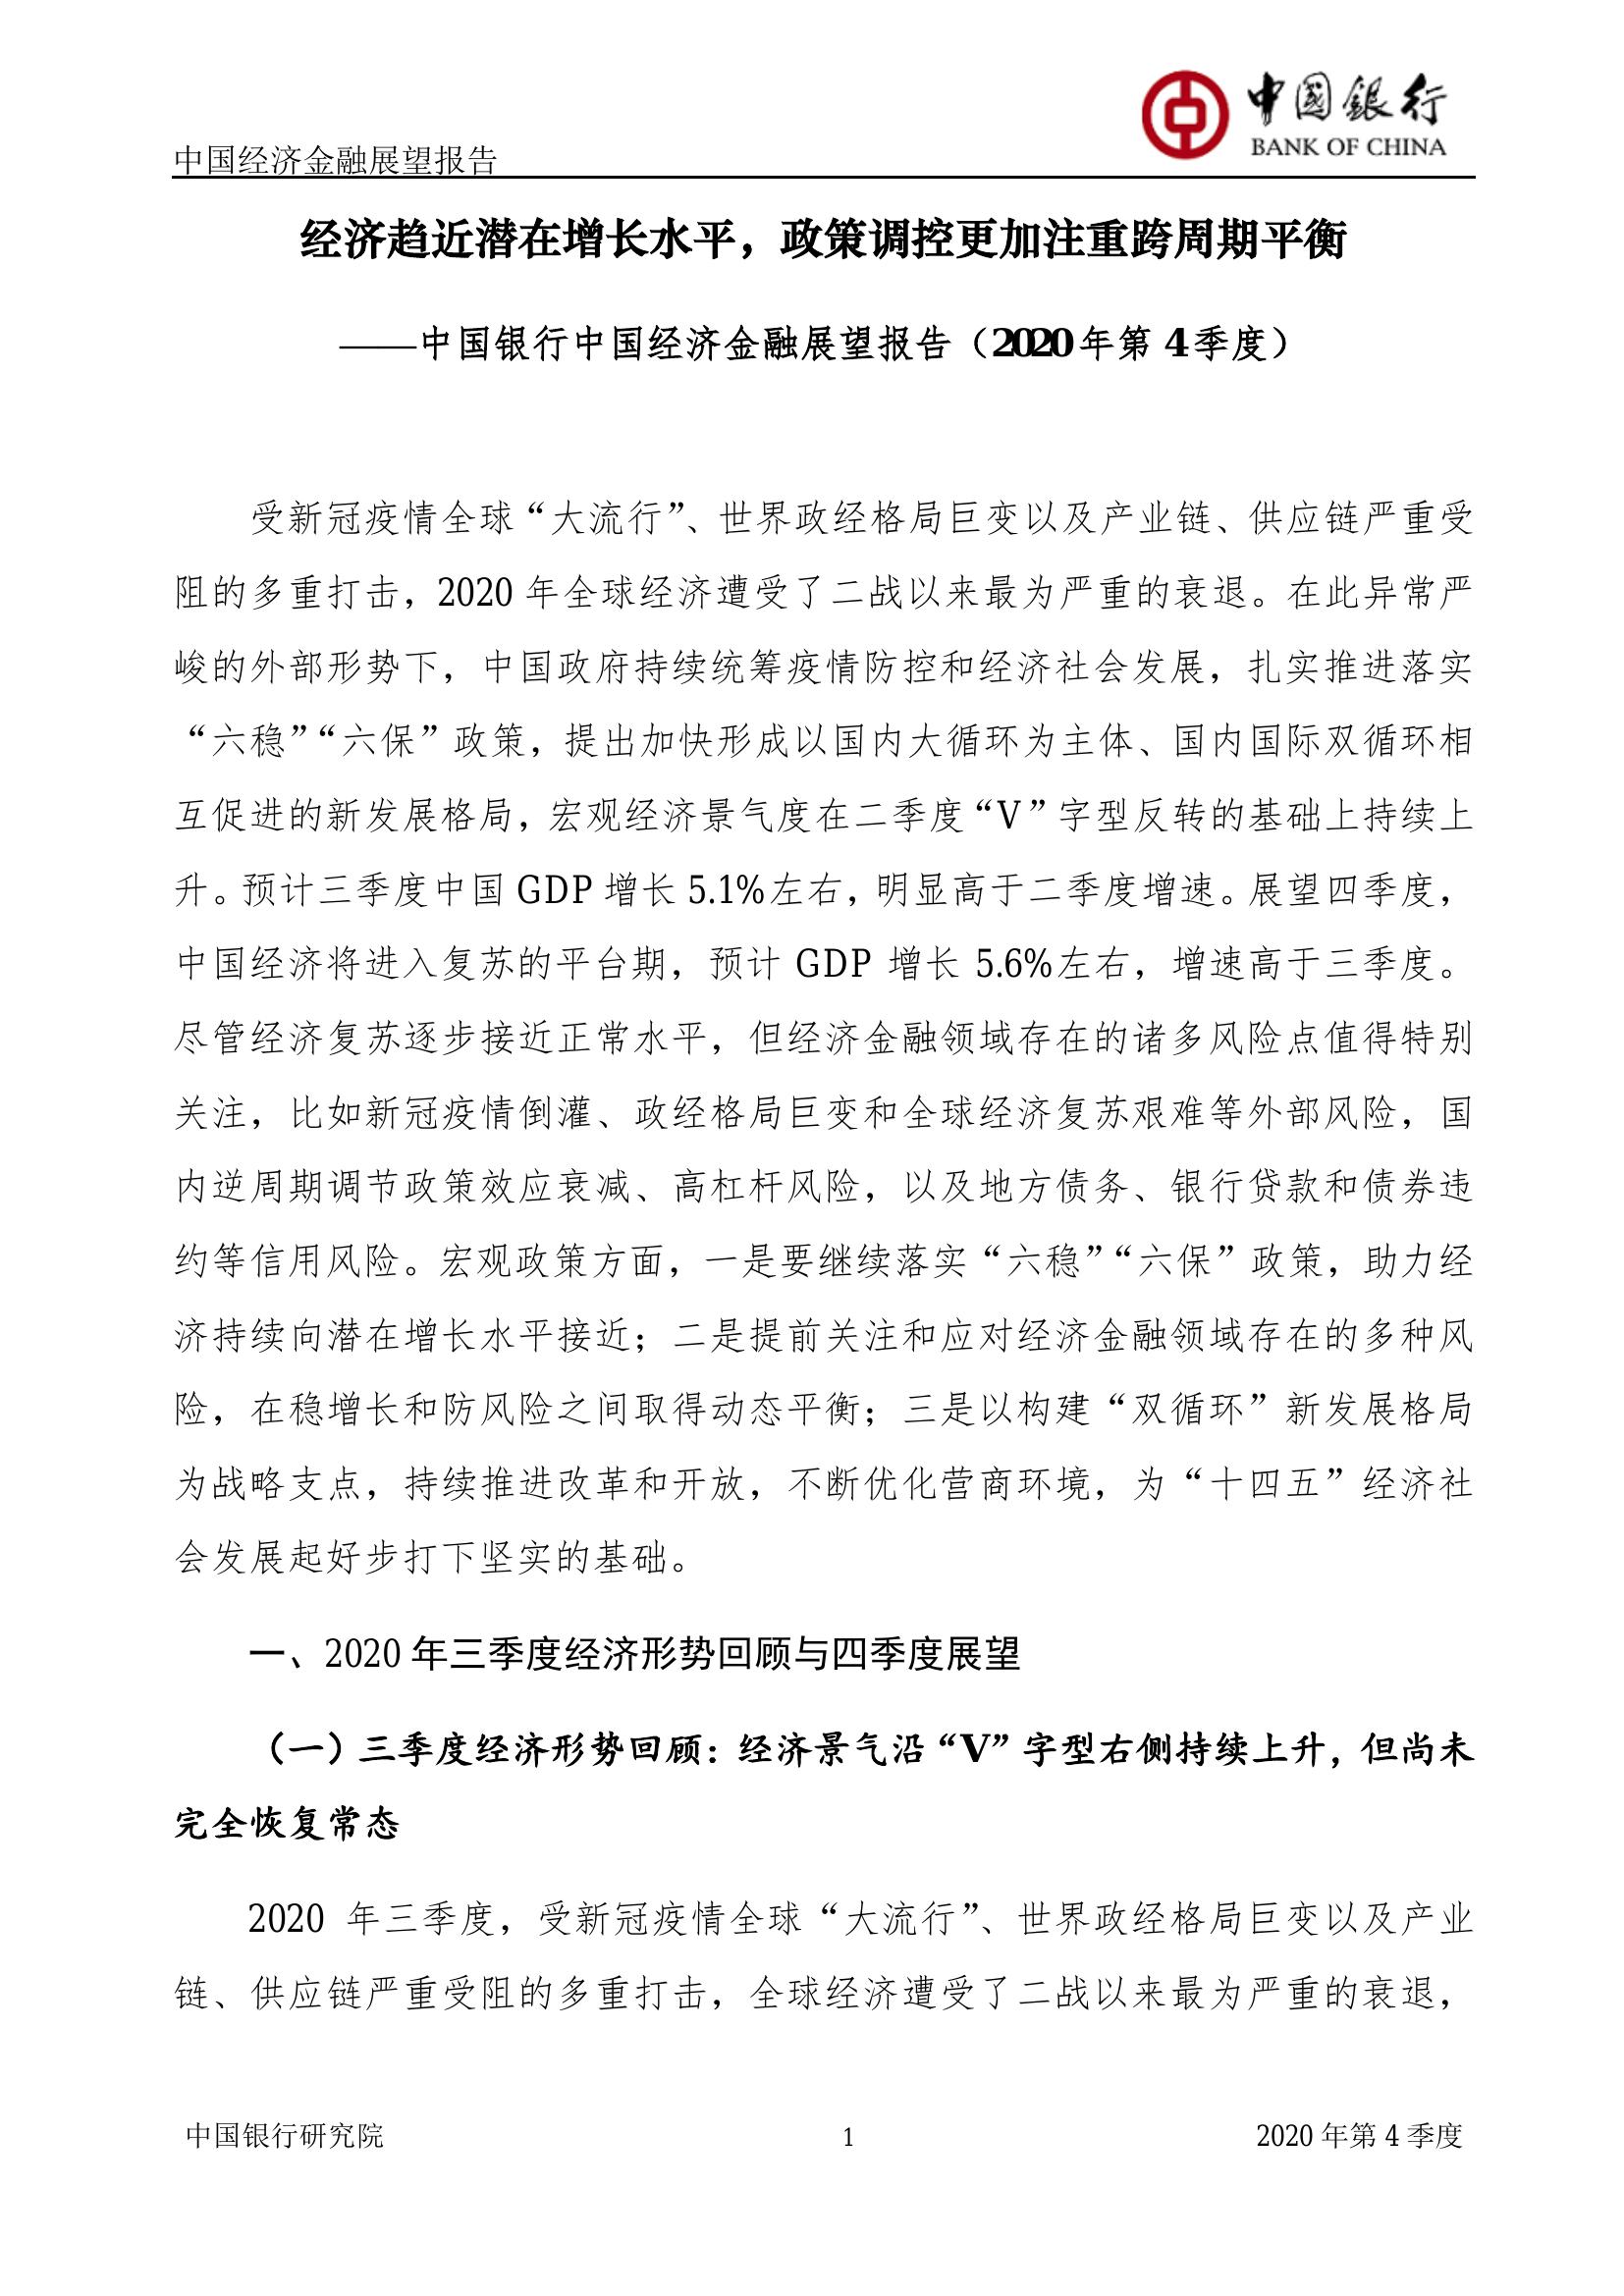 中国銀行
BANK OF CHINA
中国经济金融展望报告
经济趋近潜在增长水平，政策调控更加注重跨周期平衡
——中国银行中国经济金融展望报告（2020年第4季度）
受新冠疫情全球“大流行”、世界政经格局巨变以及产业链、供应链严重受
阻的多重打击，2020 年全球经济遭受了二战以来最为严重的衰退。在此异常严
峻的外部形势下，中国政府持续统筹疫情防控和经济社会发展，扎实推进落实
“六稳”“六保”政策，提出加快形成以国内大循环为主体、国内国际双循环相
互促进的新发展格局，宏观经济景气度在二季度“V”字型反转的基础上持续上
升。预计三季度中国 GDP 增长 5.1%左右，明显高于二季度增速。展望四季度，
中国经济将进入复苏的平台期，预计 GDP 增长 5.6%左右，增速高于三季度。
尽管经济复苏逐步接近正常水平，但经济金融领域存在的诸多风险点值得特别
关注，比如新冠疫情倒灌、政经格局巨变和全球经济复苏艰难等外部风险，国
内逆周期调节政策效应衰减、高杠杆风险，以及地方债务、银行贷款和债券违
约等信用风险。宏观政策方面，一是要继续落实“六稳”“六保”政策，助力经
济持续向潜在增长水平接近；二是提前关注和应对经济金融领域存在的多种风
险，在稳增长和防风险之间取得动态平衡；三是以构建“双循环”新发展格局
为战略支点，持续推进改革和开放，不断优化营商环境，为“十四五”经济社
会发展起好步打下坚实的基础。
一、2020 年三季度经济形势回顾与四季度展望
（一）三季度经济形势回顾：经济景气沿“V”字型右侧持续上升，但尚未
完全恢复常态
2020 年三季度，受新冠疫情全球“大流行”、世界政经格局巨变以及产业
链、供应链严重受阻的多重打击，全球经济遭受了二战以来最为严重的衰退，
中国银行研究院 1 2020 年第 4 季度